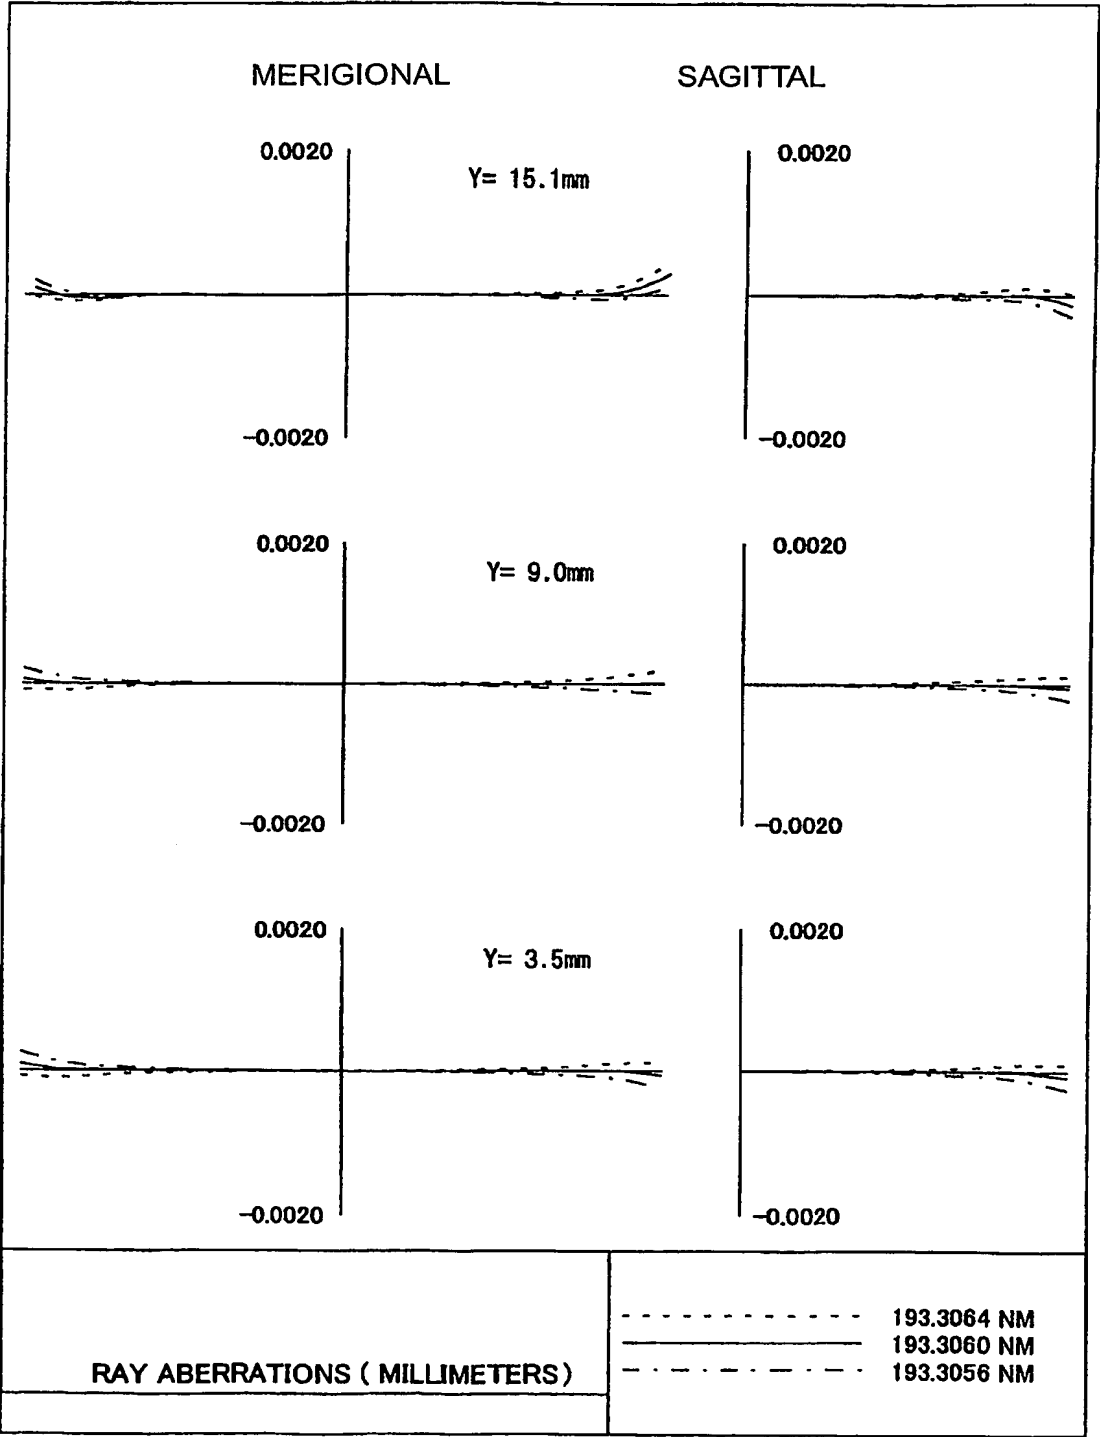 MERIGIONAL SAGITTAL
0.0020 0.0020
Y= 15.1mm
-0.0020 -0.0020
0.0020 0.0020
Y= 9.0mm
-0.0020 -0.0020
0.0020 0.0020
Y= 3.5mm
-0.0020 -0.0020
193.3064 NM
193.3060 NM
193.3056 NM
RAY ABERRATIONS ( MILLIMETERS )